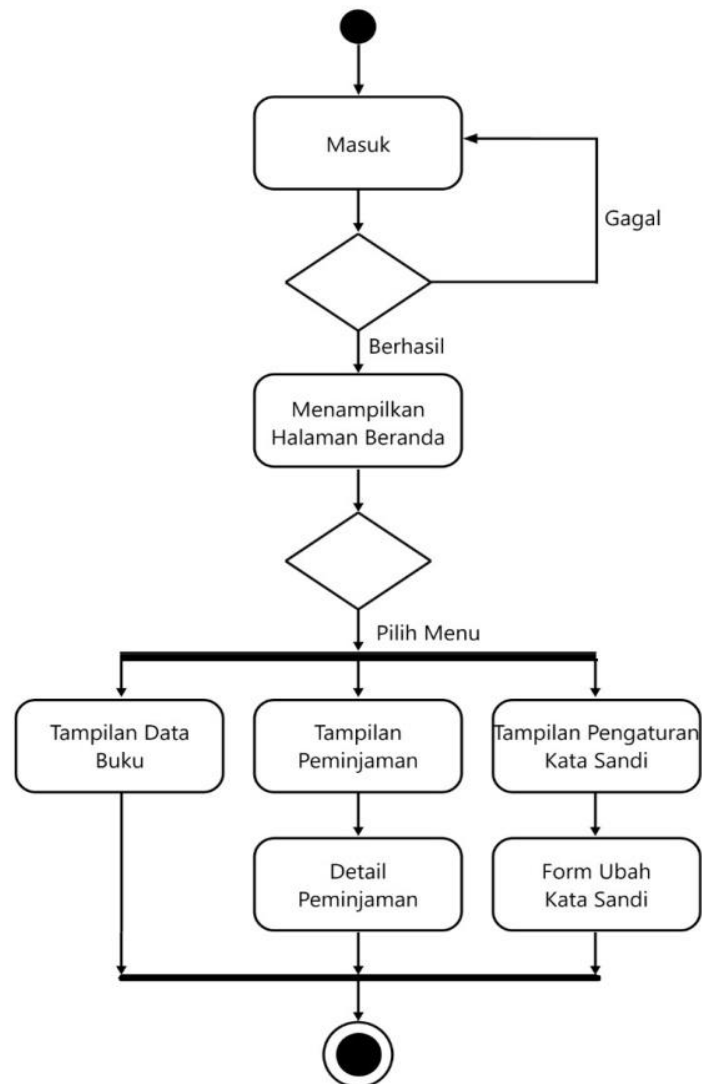 Masuk
Gagal
Berhasil
Menampilkan
Halaman Beranda
Pilih Menu
Tampilan Data
Buku
Tampilan
Peminjaman
Tampilan Pengaturan
Kata Sandi
Detail
Peminjaman
Form Ubah
Kata Sandi